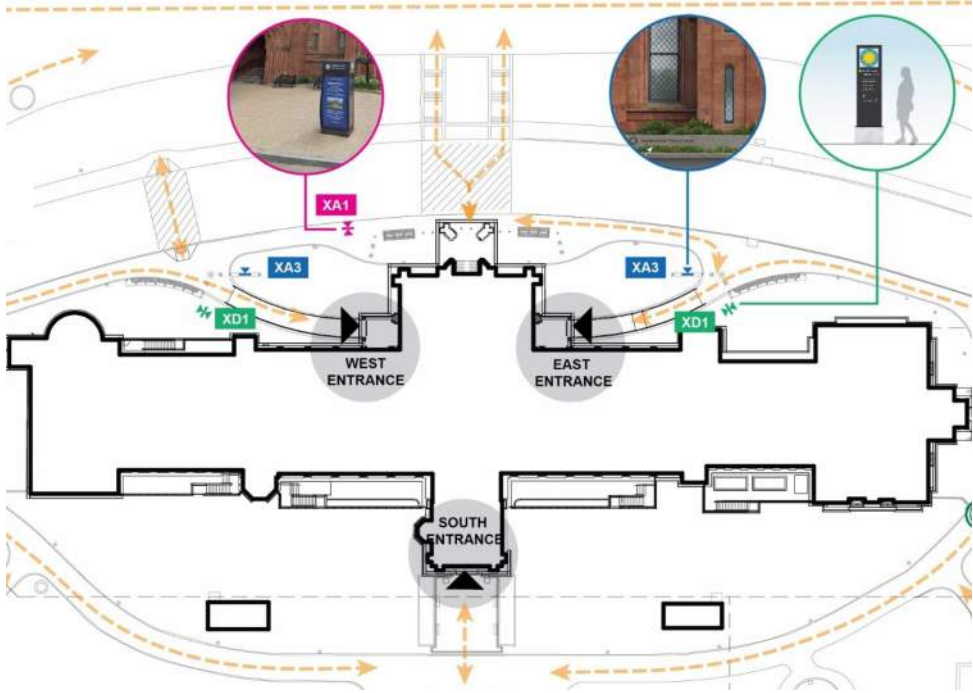 XA1
XA3
XA3
XD1
XD1
WEST
ENTRANCE
EAST
ENTRANCE
SOUTH
ENTRANCE